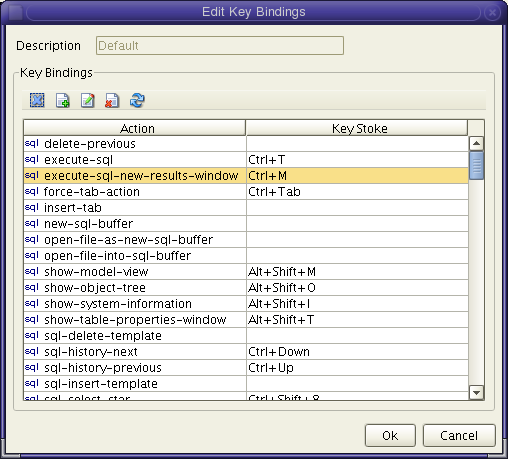 Edit Key Bindings
Description Default
Key Bindings
Action Key Stoke
sql delete-previous
sql execute-sql Ctrl+T
sql execute-sql-new-results-window Ctrl+M
sql force-tab-action Ctrl+Tab
sql insert-tab
sql new-sql-buffer
sql open-file-as-new-sql-buffer
sql open-file-into-sql-buffer
sql show-model-view Alt+Shift+M
sql show-object-tree Alt+Shift+O
sql show-system-information Alt+Shift+I
sql show-table-properties-window Alt+Shift+T
sql sql-delete-template
sql sql-history-next Ctrl+Down
sql sql-history-previous Ctrl+Up
sql sql-insert-template
sql sql-select-star Ctrl+Shift+8
Ok Cancel